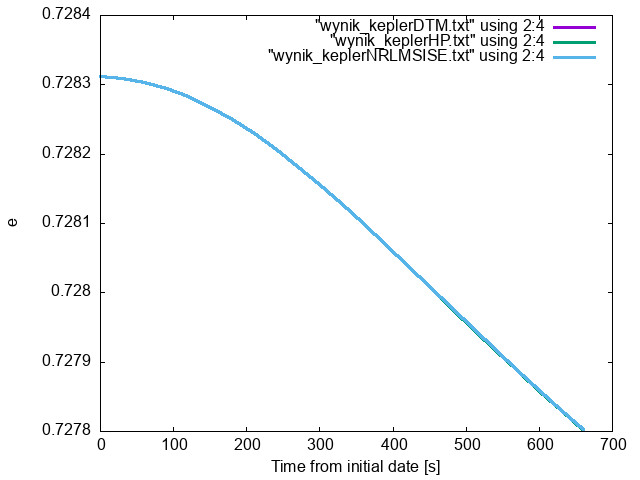 0.7284
0.7283
0.7282
0.7281
0.728
0.7279
0.7278
e
"wynik_keplerDTM.txt" using 2:4
"wynik_keplerHP.txt" using 2:4
"wynik_keplerNRLMSISE.txt" using 2:4
0 100 200 300 400 500 600 700
Time from initial date [s]